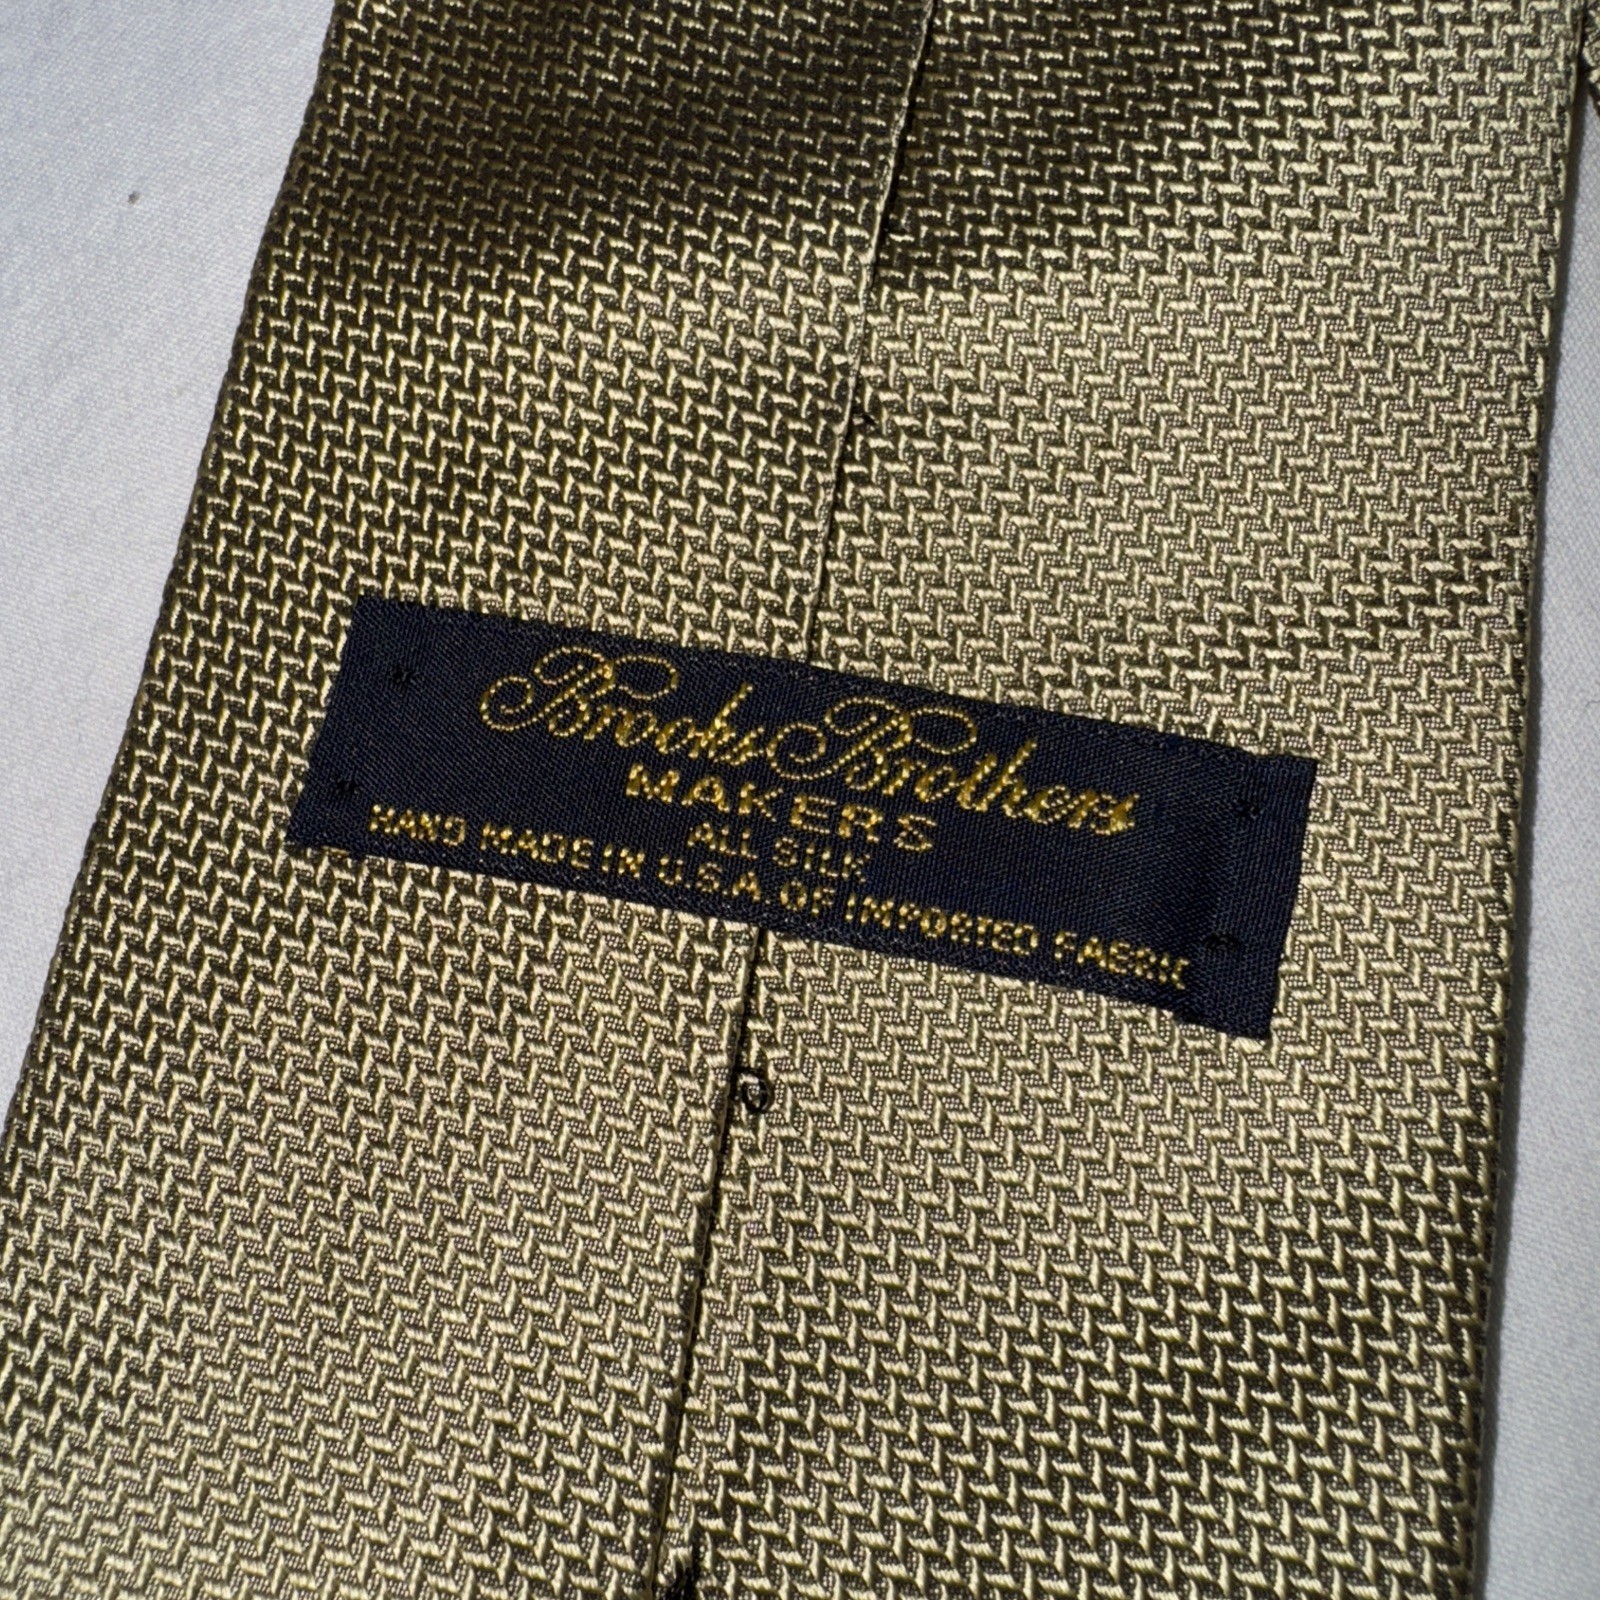 Brooks Brothers
MAKERS
ALL SILK
HAND MADE IN U.S.A. OF IMPORTED FABRIC